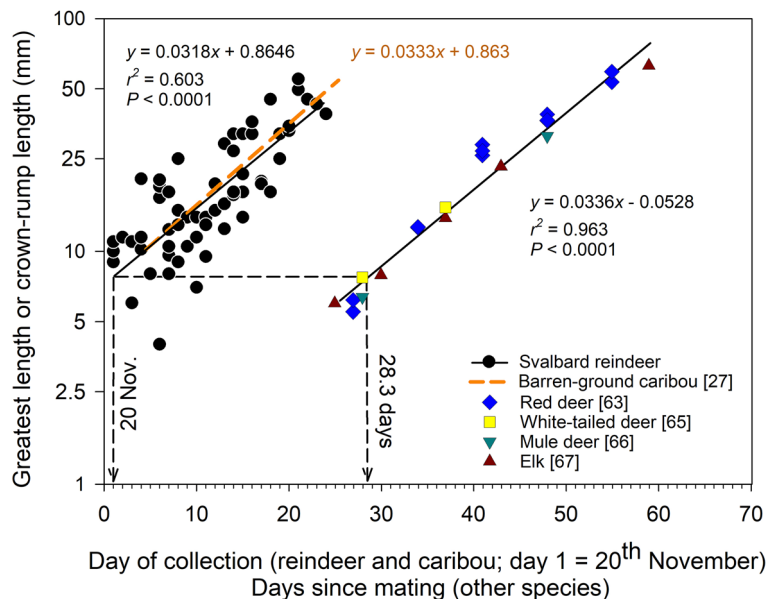 100
50
25
10
5
2.5
1
0
10
20
30
40
50
60
70
Greatest length or crown-rump length (mm)
y = 0.0318x + 0.8646
r² = 0.603
P < 0.0001
y = 0.0333x + 0.863
y = 0.0336x - 0.0528
r² = 0.963
P < 0.0001
20 Nov.
28.3 days
Svalbard reindeer
Barren-ground caribou [27]
Red deer [63]
White-tailed deer [65]
Mule deer [66]
Elk [67]
Day of collection (reindeer and caribou; day 1 = 20th November)
Days since mating (other species)